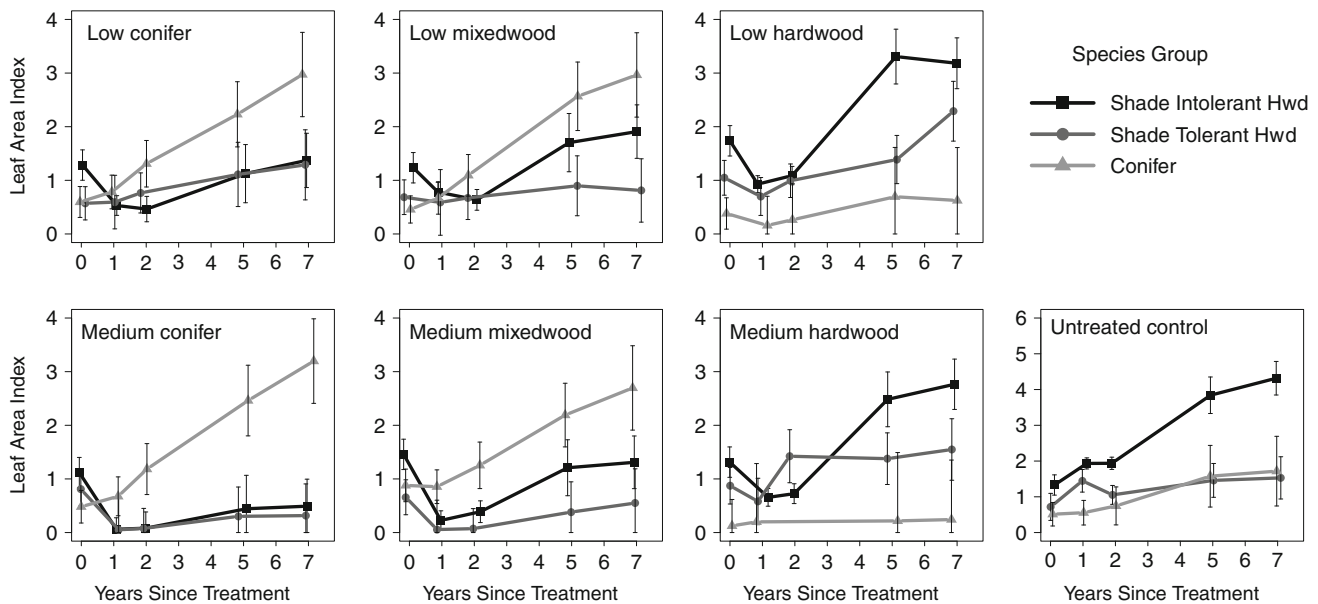 Low conifer
Low mixedwood
Low hardwood
Species Group
Shade Intolerant Hwd
Shade Tolerant Hwd
Conifer
Leaf Area Index
4
3
2
1
0
0 1 2 3 4 5 6 7
4
3
2
1
0
0 1 2 3 4 5 6 7
4
3
2
1
0
0 1 2 3 4 5 6 7
Medium conifer
Medium mixedwood
Medium hardwood
Untreated control
Leaf Area Index
4
3
2
1
0
0 1 2 3 4 5 6 7
Years Since Treatment
4
3
2
1
0
0 1 2 3 4 5 6 7
Years Since Treatment
4
3
2
1
0
0 1 2 3 4 5 6 7
Years Since Treatment
6
5
4
3
2
1
0
0 1 2 3 4 5 6 7
Years Since Treatment